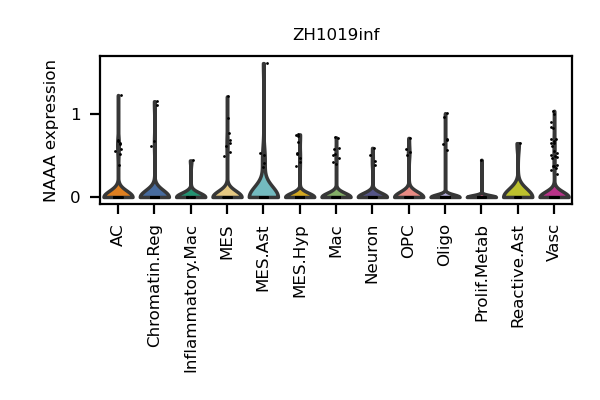 ZH1019inf
NAAA expression
1
0
AC
Chromatin.Reg
Inflammatory.Mac
MES
MES.Ast
MES.Hyp
Mac
Neuron
OPC
Oligo
Prolif.Metab
Reactive.Ast
Vasc